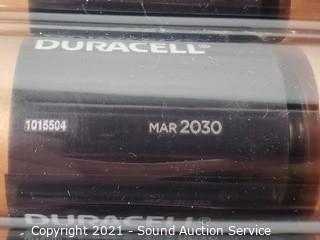 DURACELL®
1015504
MAR 2030
DURACELL®
Copyright 2021 - Sound Auction Service